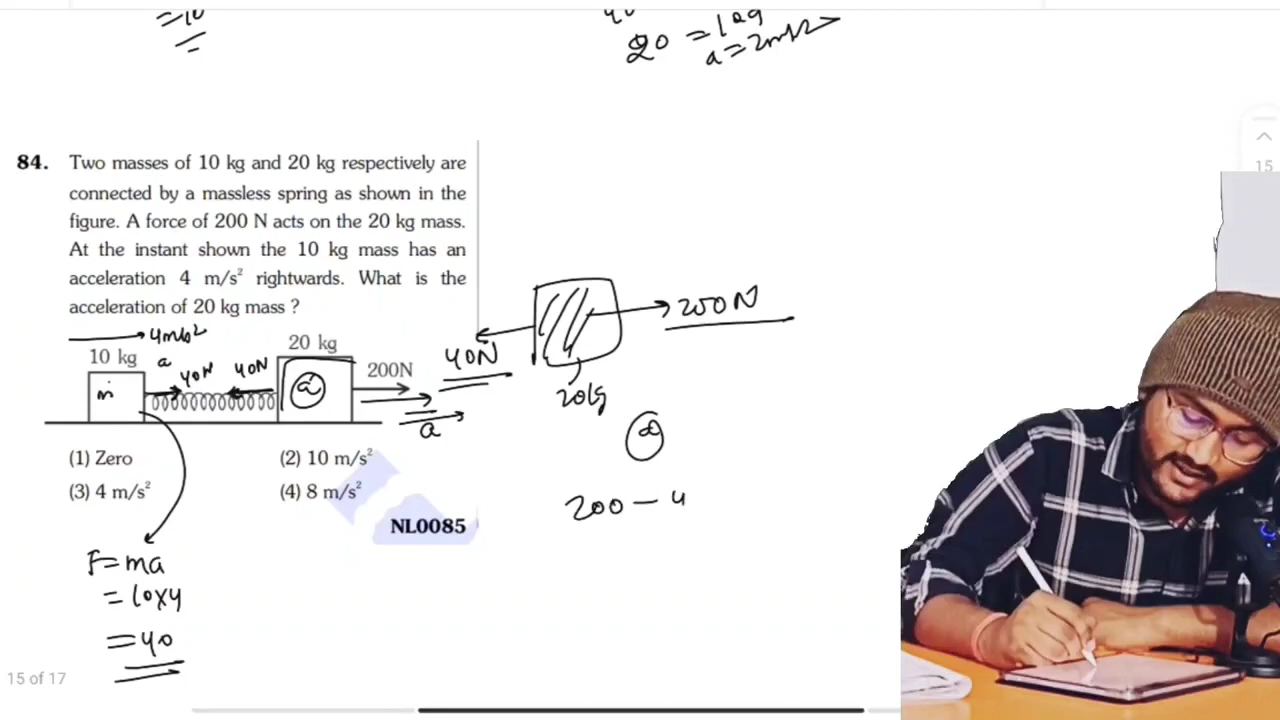 =10
20 = 10a
a=2m/s2
15
84. Two masses of 10 kg and 20 kg respectively are
connected by a massless spring as shown in the
figure. A force of 200 N acts on the 20 kg mass.
At the instant shown the 10 kg mass has an
acceleration 4 m/s² rightwards. What is the
acceleration of 20 kg mass ?
4m/s2
10 kg
a
40N
40N
20 kg
200N
m
a
a
40N
200N
20kg
a
(1) Zero (2) 10 m/s²
(3) 4 m/s² (4) 8 m/s²
200 - 4
NL0085
F=ma
= 10x4
=40
15 of 17